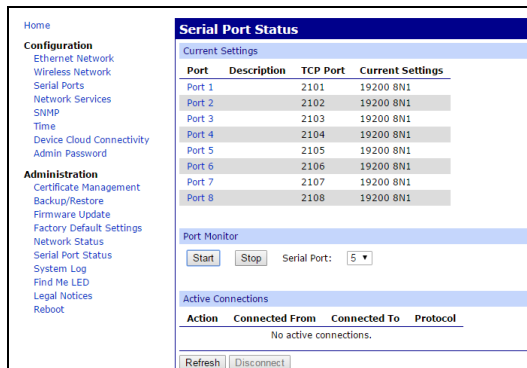 Home
Configuration
Ethernet Network
Wireless Network
Serial Ports
Network Services
SNMP
Time
Device Cloud Connectivity
Admin Password
Administration
Certificate Management
Backup/Restore
Firmware Update
Factory Default Settings
Network Status
Serial Port Status
System Log
Find Me LED
Legal Notices
Reboot
Serial Port Status
Current Settings
Port Description TCP Port Current Settings
Port 1 2101 19200 8N1
Port 2 2102 19200 8N1
Port 3 2103 19200 8N1
Port 4 2104 19200 8N1
Port 5 2105 19200 8N1
Port 6 2106 19200 8N1
Port 7 2107 19200 8N1
Port 8 2108 19200 8N1
Port Monitor
Start Stop Serial Port: 5
Active Connections
Action Connected From Connected To Protocol
No active connections.
Refresh Disconnect